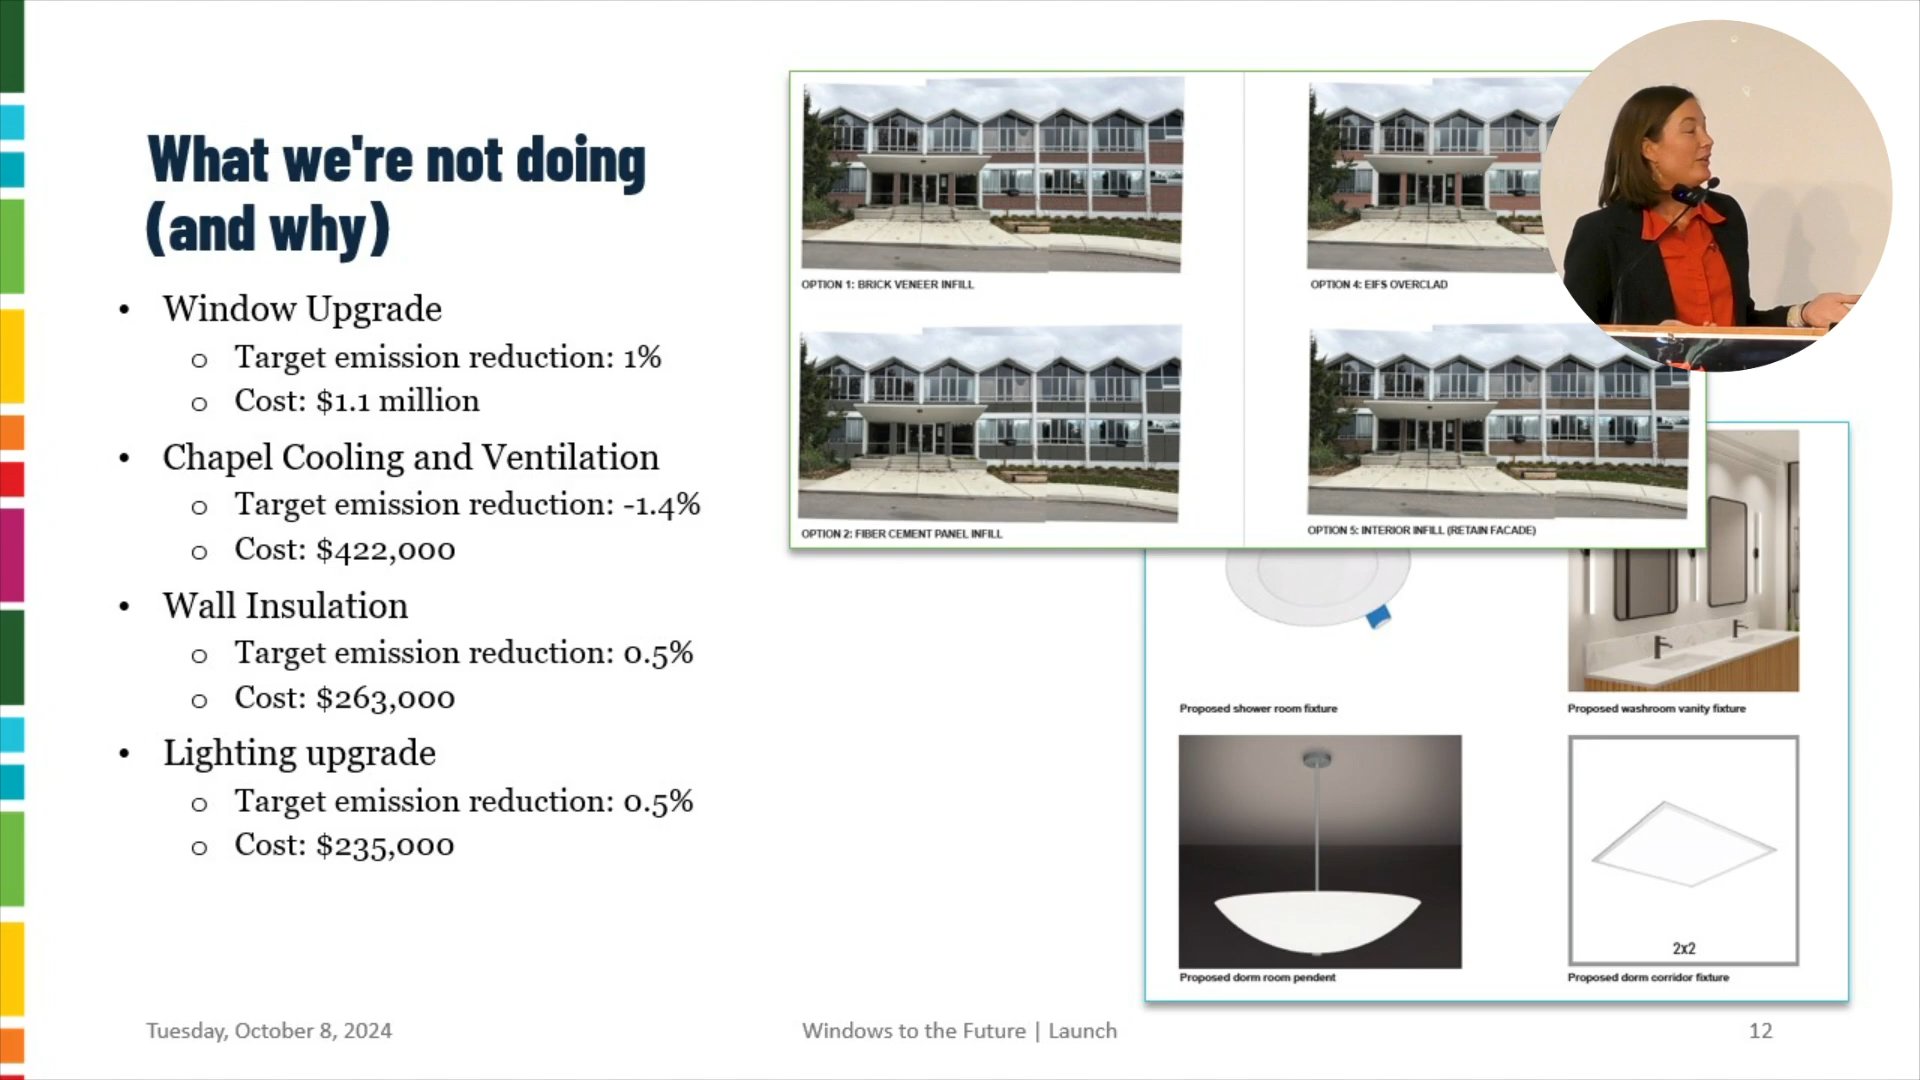 What we're not doing
(and why)
• Window Upgrade
o Target emission reduction: 1%
o Cost: $1.1 million
• Chapel Cooling and Ventilation
o Target emission reduction: -1.4%
o Cost: $422,000
• Wall Insulation
o Target emission reduction: 0.5%
o Cost: $263,000
• Lighting upgrade
o Target emission reduction: 0.5%
o Cost: $235,000
OPTION 1: BRICK VENEER INFILL
OPTION 4: EIFS OVERCLAD
OPTION 2: FIBER CEMENT PANEL INFILL
OPTION 5: INTERIOR INFILL (RETAIN FACADE)
Proposed shower room fixture
Proposed washroom vanity fixture
2x2
Proposed dorm room pendent
Proposed dorm corridor fixture
Tuesday, October 8, 2024
Windows to the Future | Launch
12